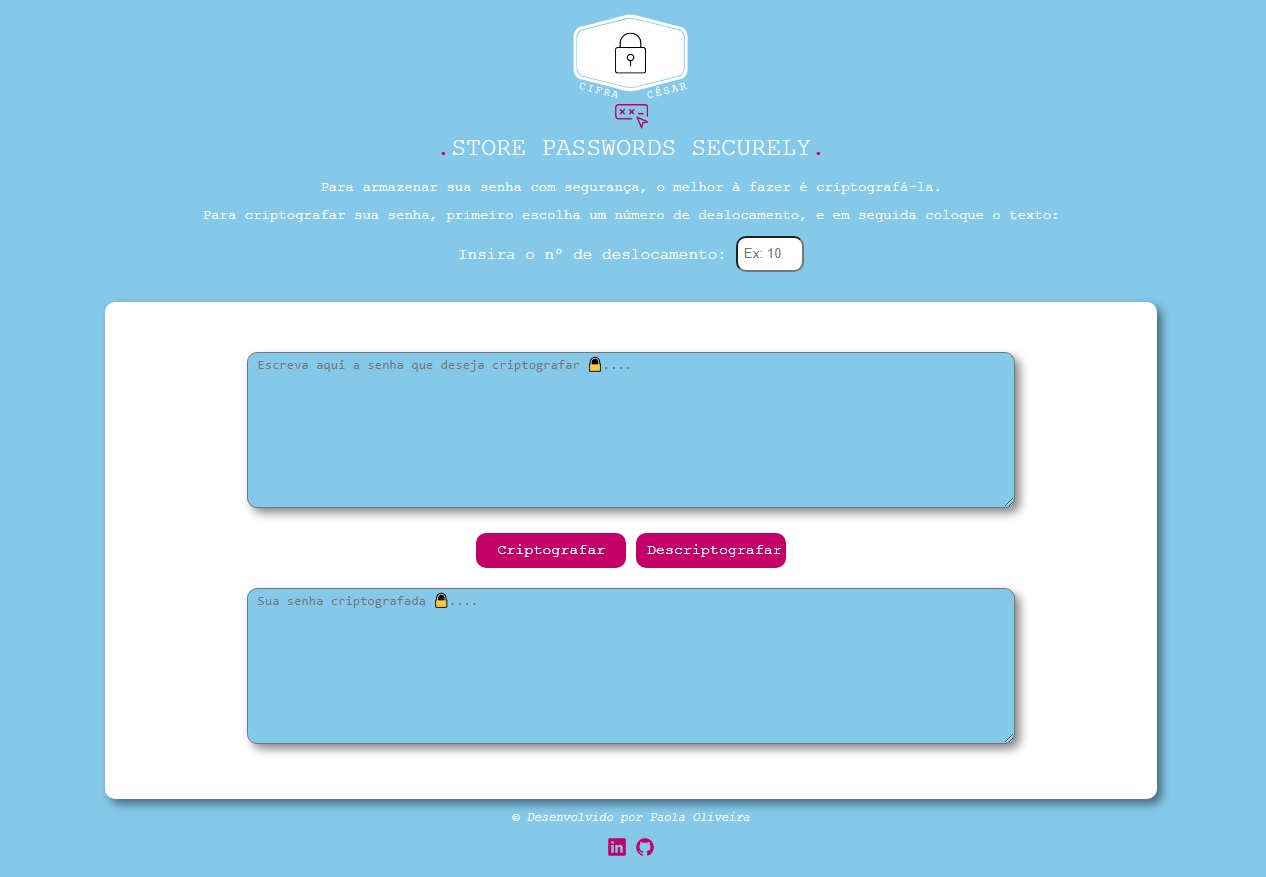 CIFRA CÉSAR
.STORE PASSWORDS SECURELY.
Para armazenar sua senha com segurança, o melhor à fazer é criptografá-la.
Para criptografar sua senha, primeiro escolha um número de deslocamento, e em seguida coloque o texto:
Insira o nº de deslocamento: Ex: 10
Escreva aqui a senha que deseja criptografar 🔒....
Criptografar Descriptografar
Sua senha criptografada 🔒....
© Desenvolvido por Paola Oliveira
in